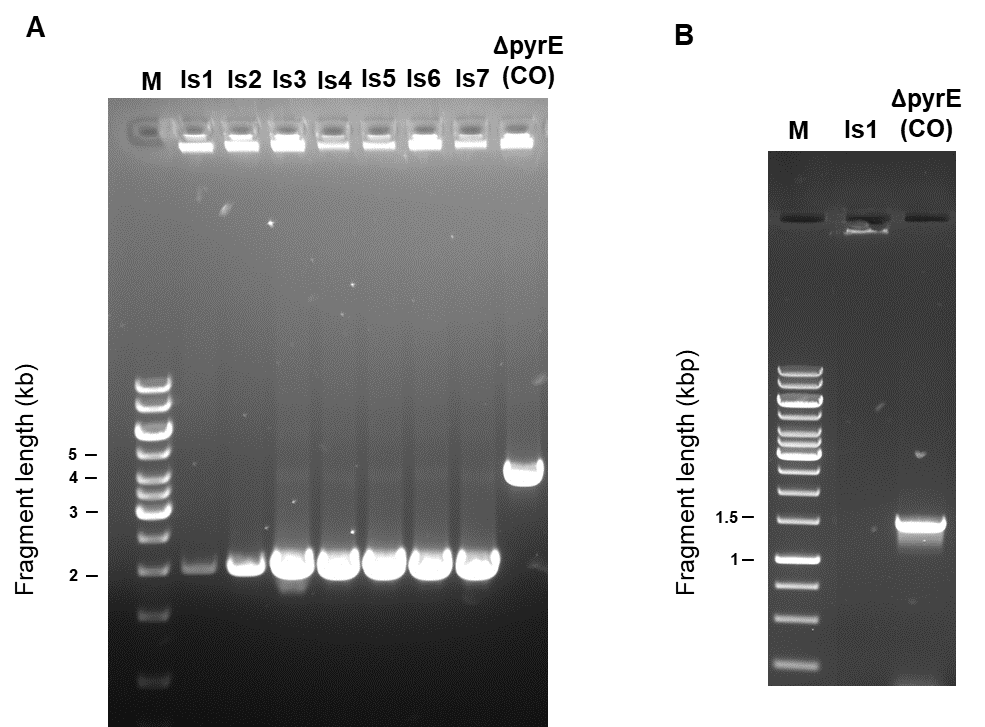 A
M Is1 Is2 Is3 Is4 Is5 Is6 Is7 ΔpyrE
(CO)
Fragment length (kb)
5
4
3
2
B
M Is1 ΔpyrE
(CO)
Fragment length (kbp)
1.5
1